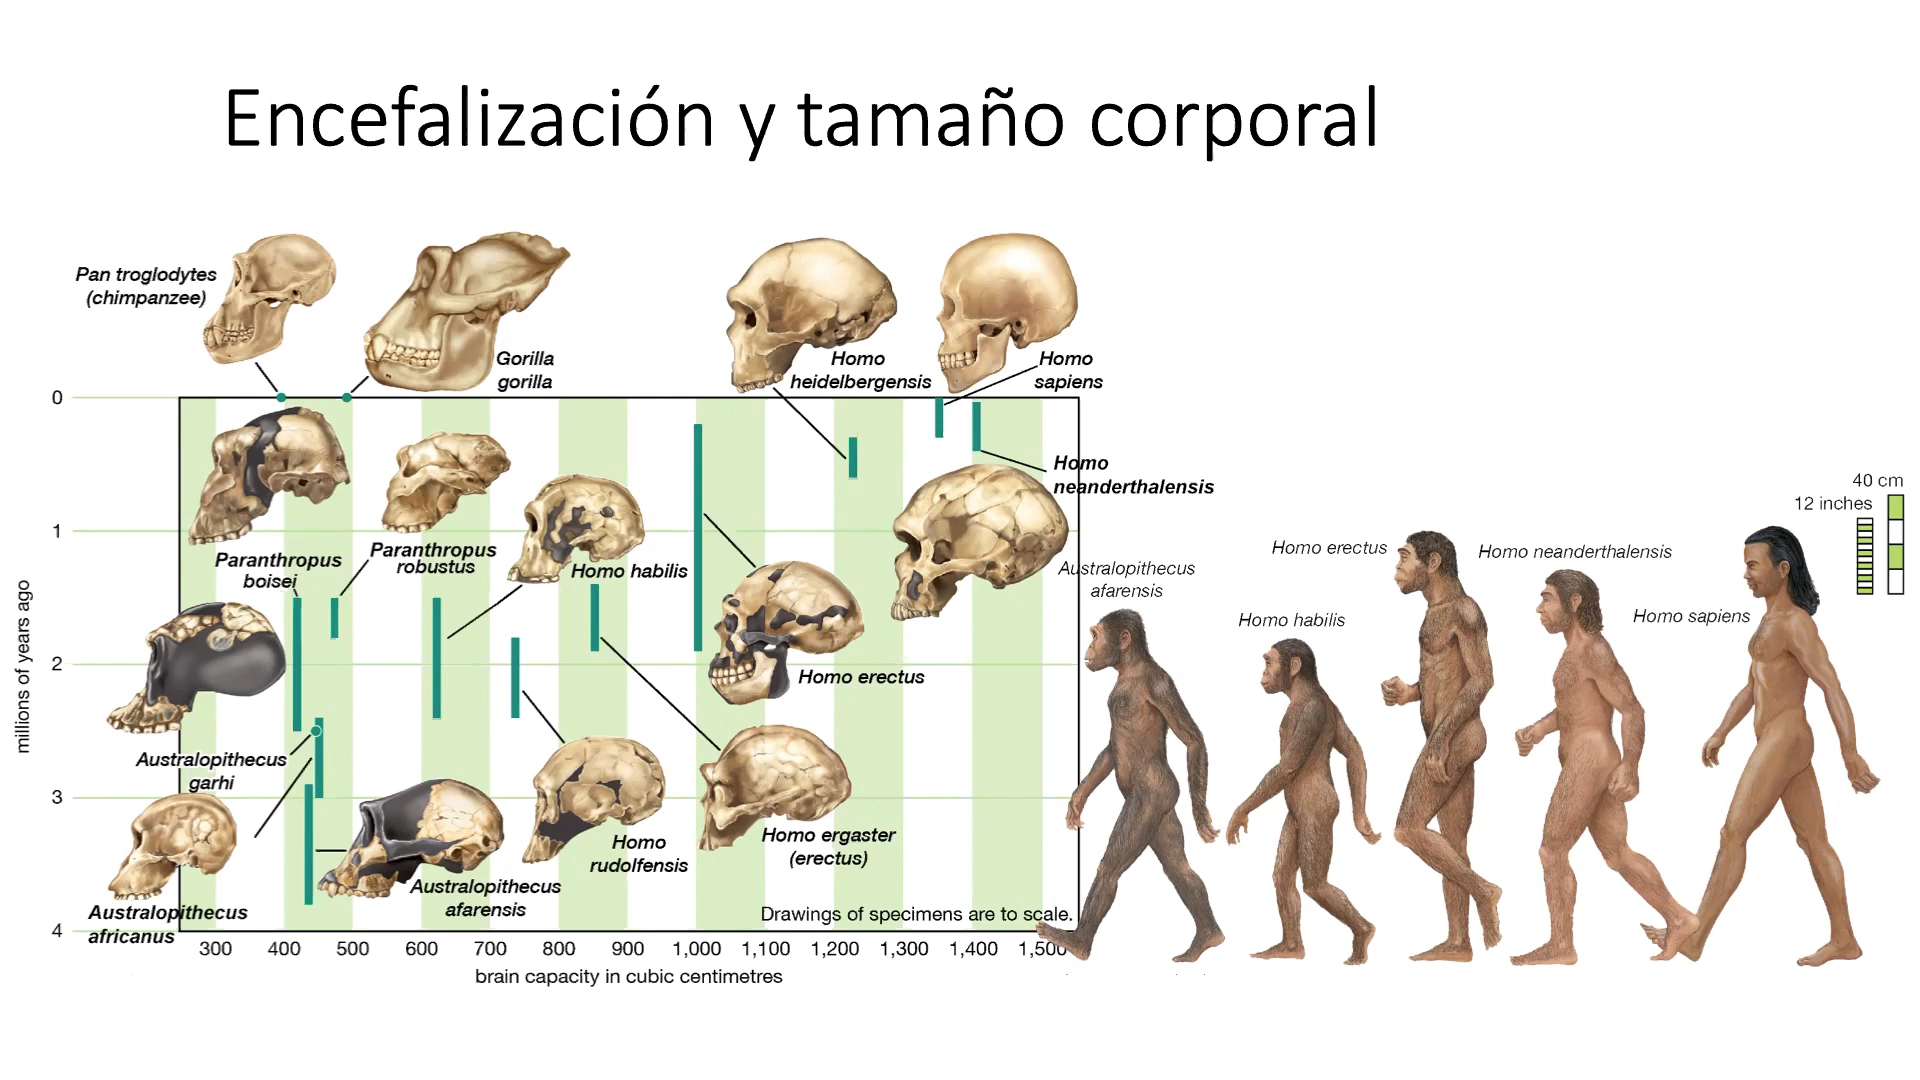 Encefalización y tamaño corporal
Pan troglodytes
(chimpanzee)
Gorilla
gorilla
Homo
heidelbergensis
Homo
sapiens
0
Homo
neanderthalensis
1
Paranthropus
boisei
Paranthropus
robustus
Homo habilis
2
Homo erectus
Australopithecus
garhi
3
Homo
rudolfensis
Homo ergaster
(erectus)
Australopithecus
afarensis
Australopithecus
africanus
Drawings of specimens are to scale.
4
millions of years ago
300 400 500 600 700 800 900 1,000 1,100 1,200 1,300 1,400 1,500
brain capacity in cubic centimetres
40 cm
12 inches
Australopithecus
afarensis
Homo habilis
Homo erectus
Homo neanderthalensis
Homo sapiens